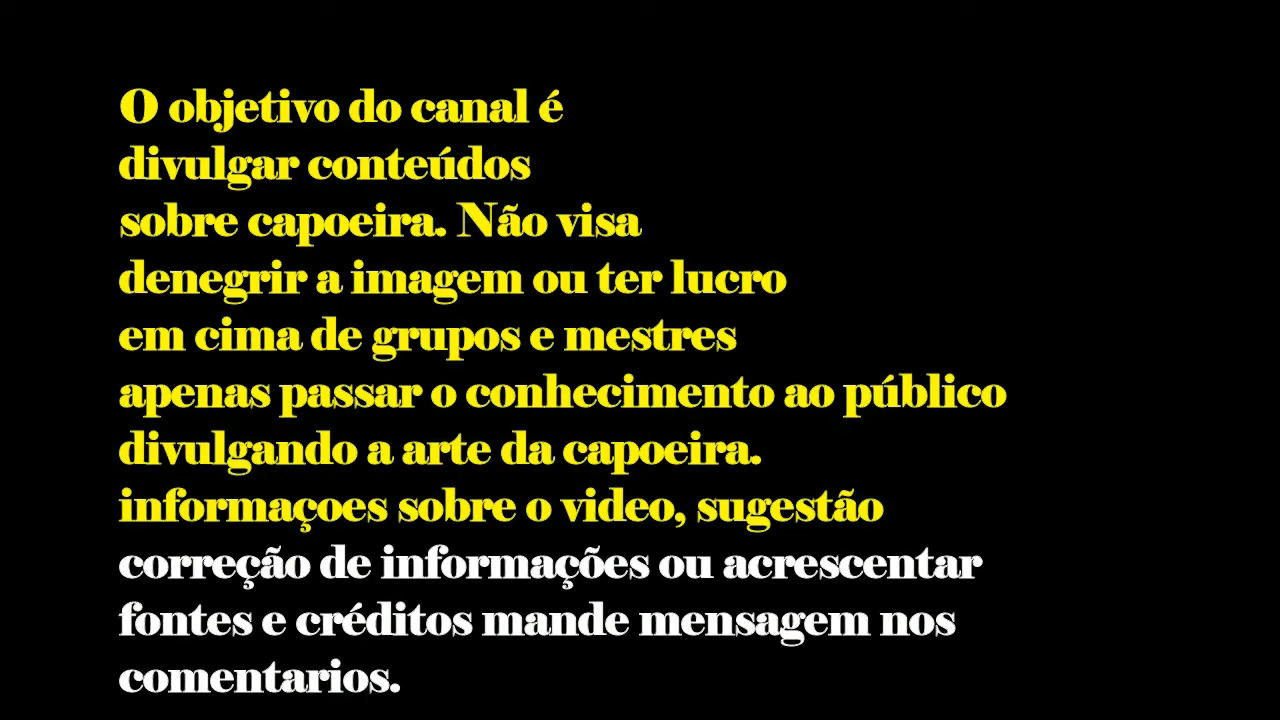 O objetivo do canal é
divulgar conteúdos
sobre capoeira. Não visa
denegrir a imagem ou ter lucro
em cima de grupos e mestres
apenas passar o conhecimento ao público
divulgando a arte da capoeira.
informaçoes sobre o video, sugestão
correção de informações ou acrescentar
fontes e créditos mande mensagem nos
comentarios.